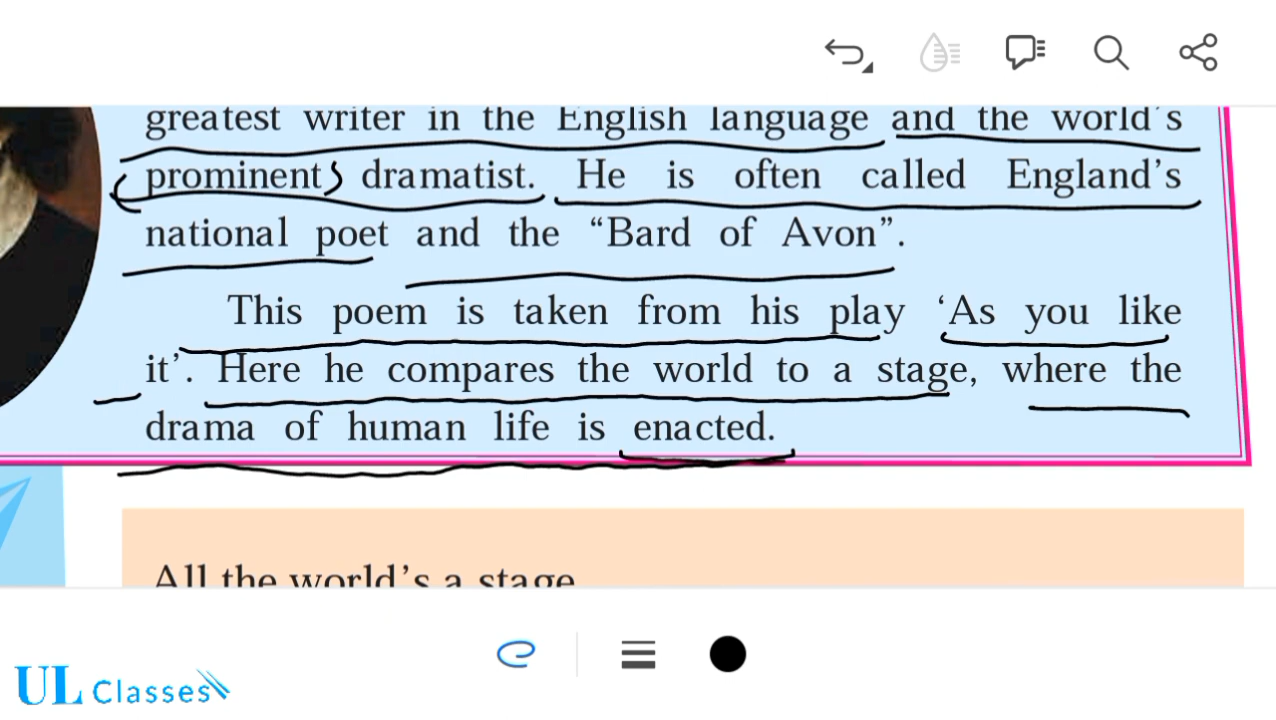 greatest writer in the English language and the world's
prominent dramatist. He is often called England's
national poet and the “Bard of Avon”.
This poem is taken from his play ‘As you like
it’. Here he compares the world to a stage, where the
drama of human life is enacted.
All the world’s a stage
UL Classes